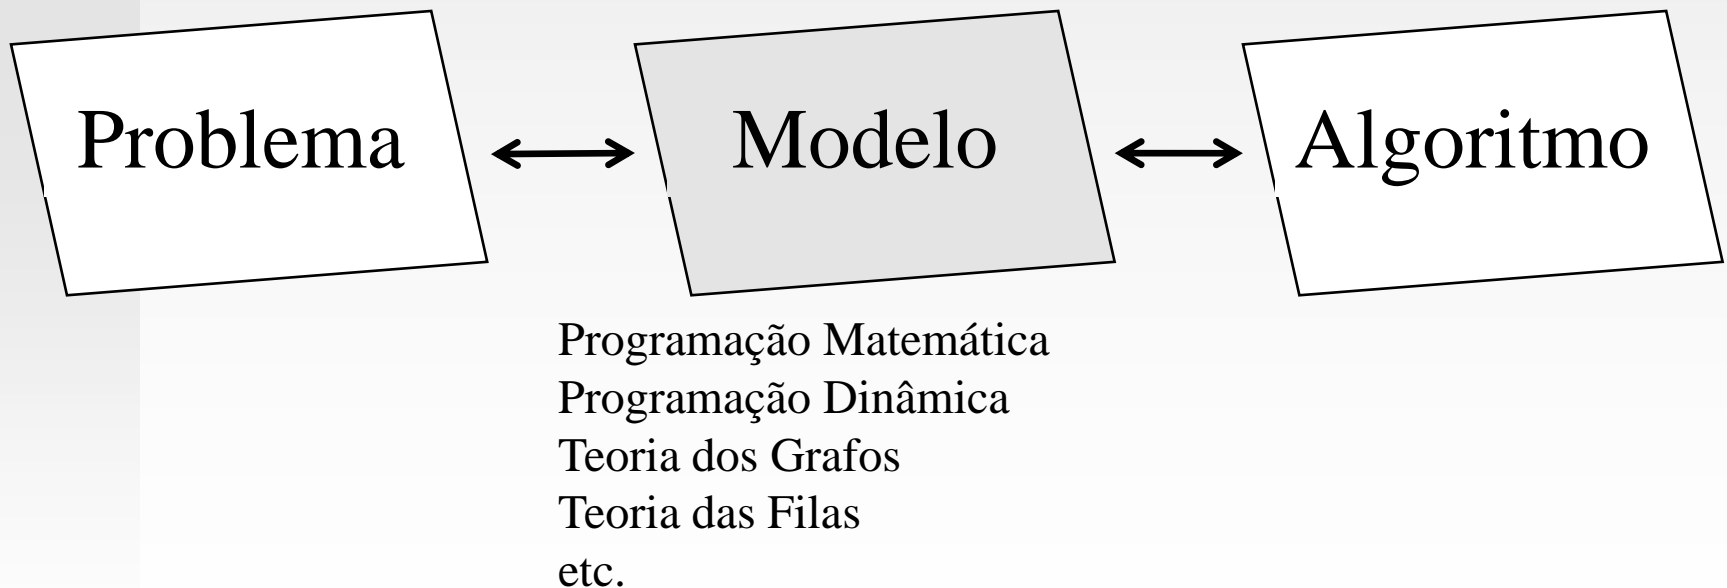 Problema
Modelo
Algoritmo
Programação Matemática
Programação Dinâmica
Teoria dos Grafos
Teoria das Filas
etc.